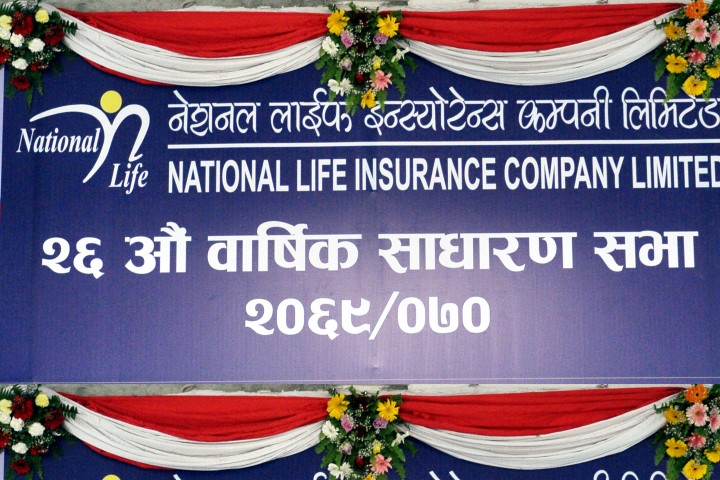 नेशनल लाईफ इन्स्योरेन्स कम्पनी लिमिटेड
National
Life
NATIONAL LIFE INSURANCE COMPANY LIMITED
२६ औं वार्षिक साधारण सभा
२०६९/०७०